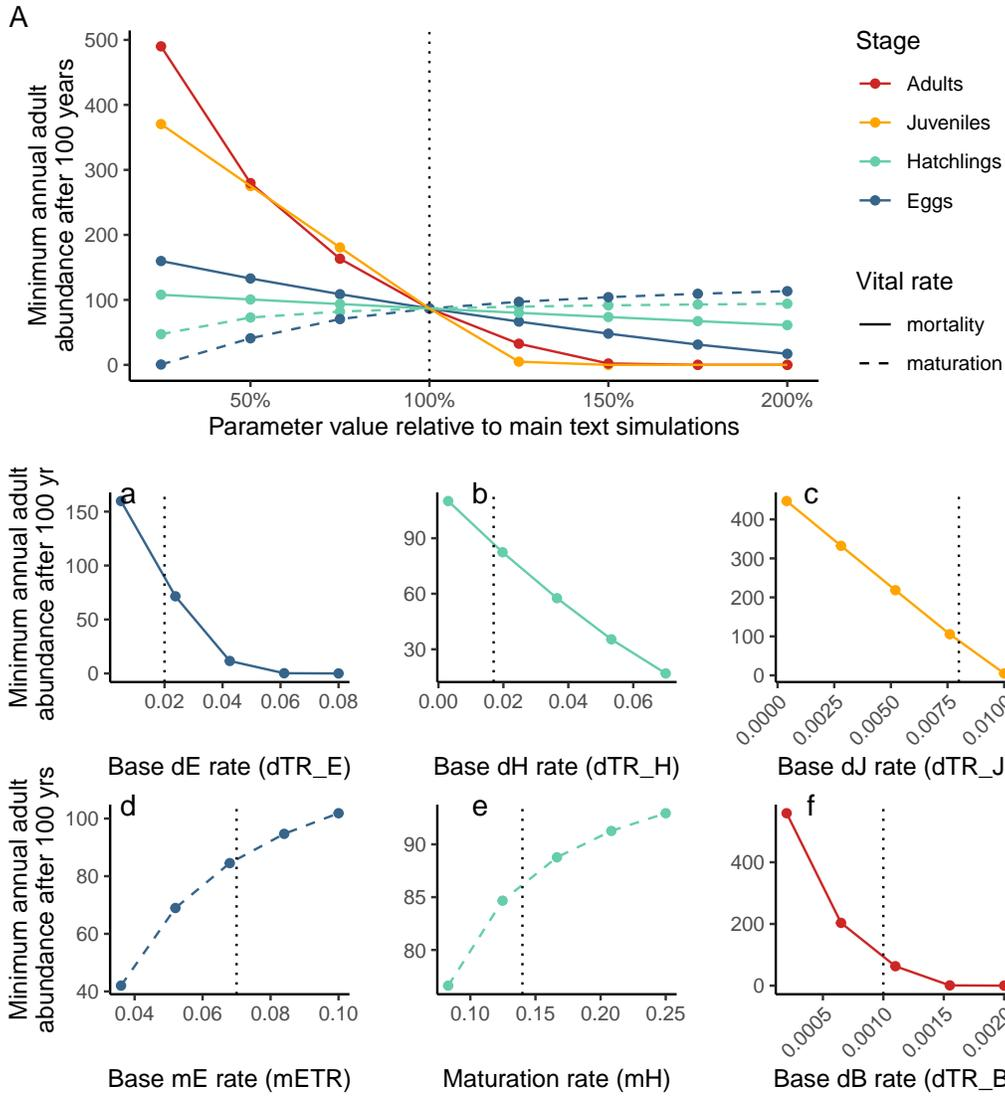 A
500
400
300
200
100
0
Minimum annual adult
abundance after 100 years
50%
100%
150%
200%
Parameter value relative to main text simulations
Stage
Adults
Juveniles
Hatchlings
Eggs
Vital rate
mortality
maturation
Minimum annual adult
abundance after 100 yr
a
150
100
50
0
0.02
0.04
0.06
0.08
Base dE rate (dTR_E)
b
90
60
30
0.00
0.02
0.04
0.06
Base dH rate (dTR_H)
c
400
300
200
100
0
0.0000
0.0025
0.0050
0.0075
0.0100
Base dJ rate (dTR_J
Minimum annual adult
abundance after 100 yrs
d
100
80
60
40
0.04
0.06
0.08
0.10
Base mE rate (mETR)
e
90
85
80
0.10
0.15
0.20
0.25
Maturation rate (mH)
f
400
200
0
0.0005
0.0010
0.0015
0.0020
Base dB rate (dTR_B